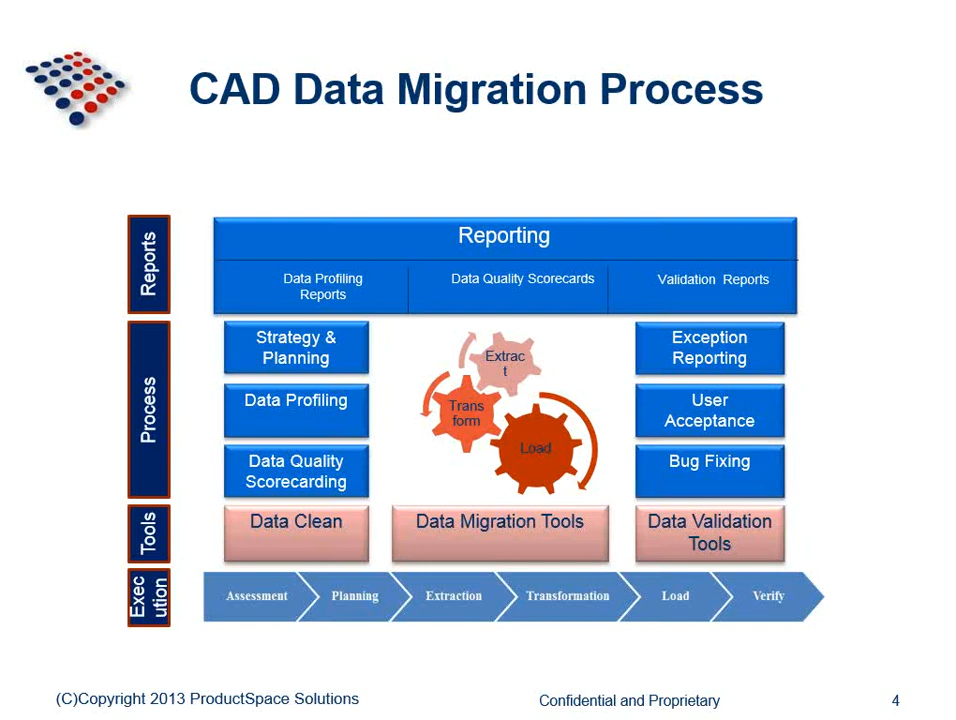 CAD Data Migration Process
Reports
Reporting
Data Profiling
Reports
Data Quality Scorecards
Validation Reports
Process
Strategy &
Planning
Data Profiling
Data Quality
Scorecarding
Extrac
t
Trans
form
Load
Exception
Reporting
User
Acceptance
Bug Fixing
Tools
Data Clean
Data Migration Tools
Data Validation
Tools
Exec
ution
Assessment
Planning
Extraction
Transformation
Load
Verify
(C)Copyright 2013 ProductSpace Solutions
Confidential and Proprietary
4